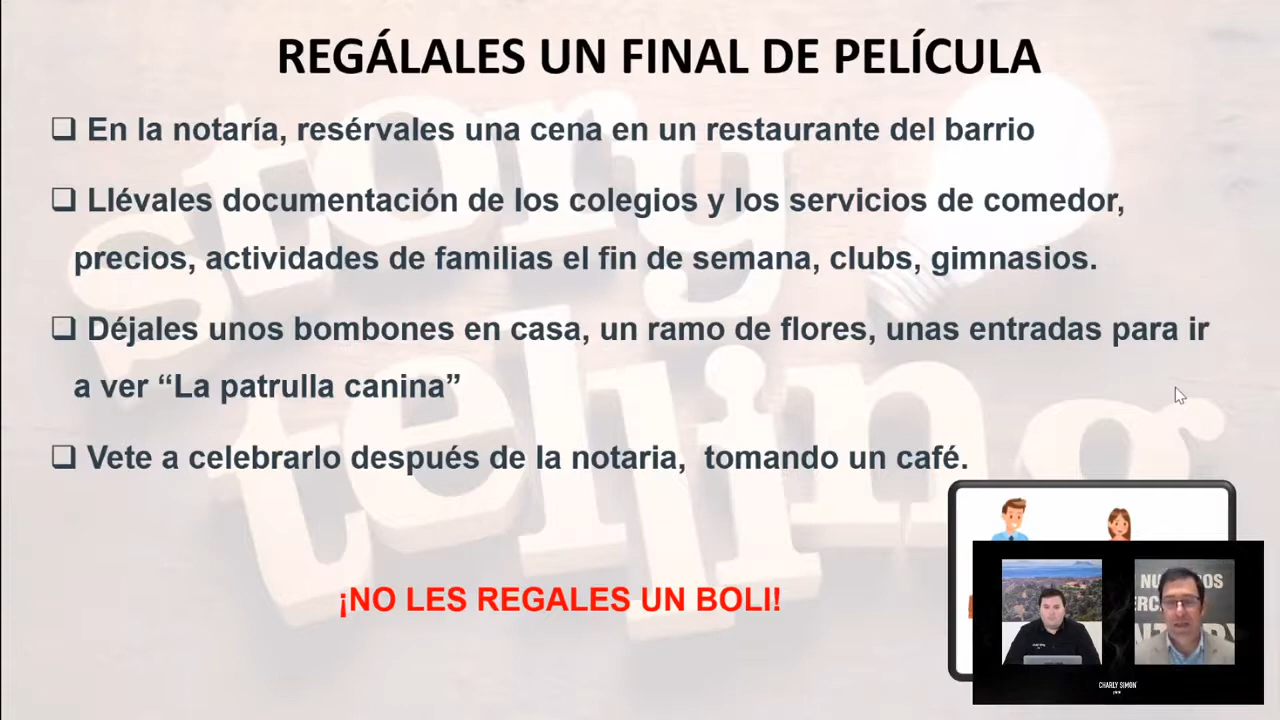 REGÁLALES UN FINAL DE PELÍCULA
❑ En la notaría, resérvales una cena en un restaurante del barrio
❑ Llévales documentación de los colegios y los servicios de comedor,
precios, actividades de familias el fin de semana, clubs, gimnasios.
❑ Déjales unos bombones en casa, un ramo de flores, unas entradas para ir
a ver “La patrulla canina”
❑ Vete a celebrarlo después de la notaria, tomando un café.
¡NO LES REGALES UN BOLI!
story
telling
CHARLY SIMON